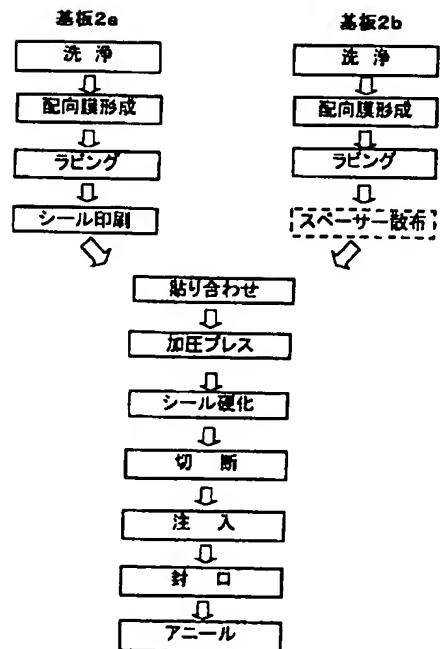 基板2a
洗 浄
配向膜形成
ラビング
シール印刷
基板2b
洗 浄
配向膜形成
ラビング
スペーサー散布
貼り合わせ
加圧プレス
シール硬化
切 断
注 入
封 口
アニール